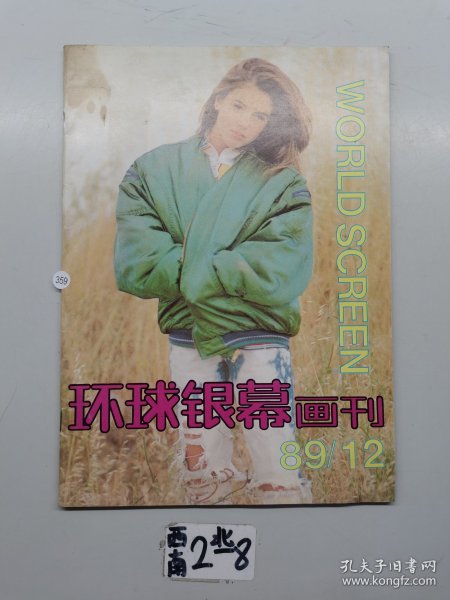 WORLD SCREEN
359
环球银幕画刊
89/12
西南 2北8
孔夫子旧书网
www.kongfz.com